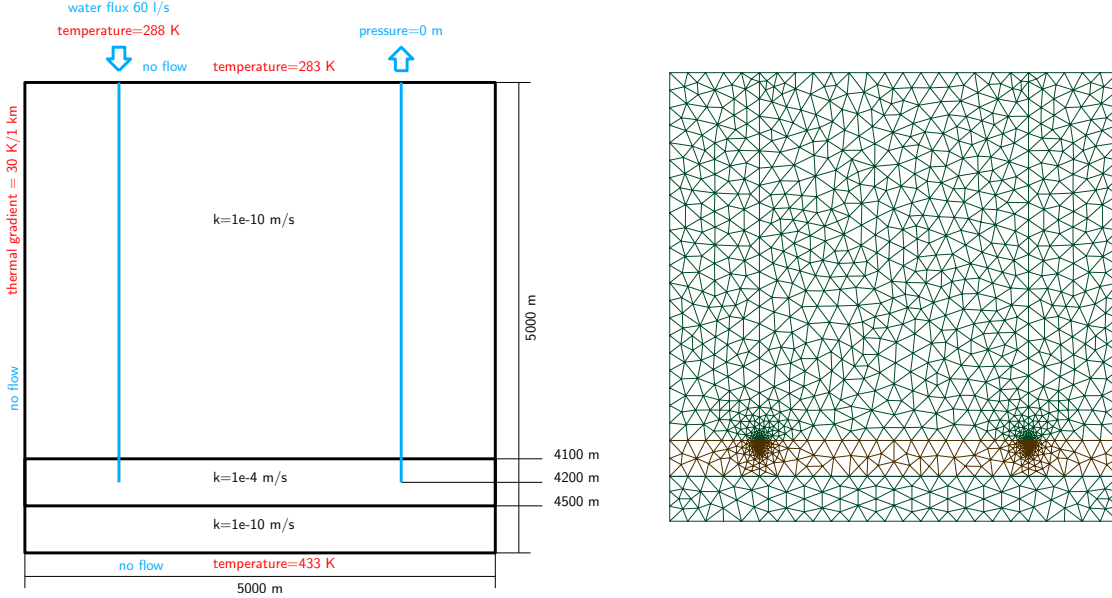 water flux 60 l/s
temperature=288 K
pressure=0 m
no flow
temperature=283 K
thermal gradient = 30 K/1 km
no flow
k=1e-10 m/s
5000 m
4100 m
k=1e-4 m/s
4200 m
4500 m
k=1e-10 m/s
no flow
temperature=433 K
5000 m